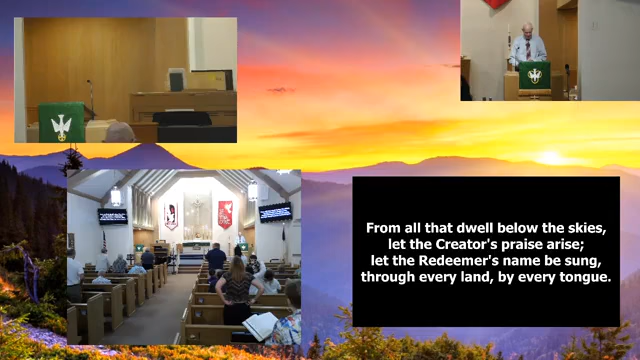 From all that dwell below the skies,
let the Creator's praise arise;
let the Redeemer's name be sung,
through every land, by every tongue.